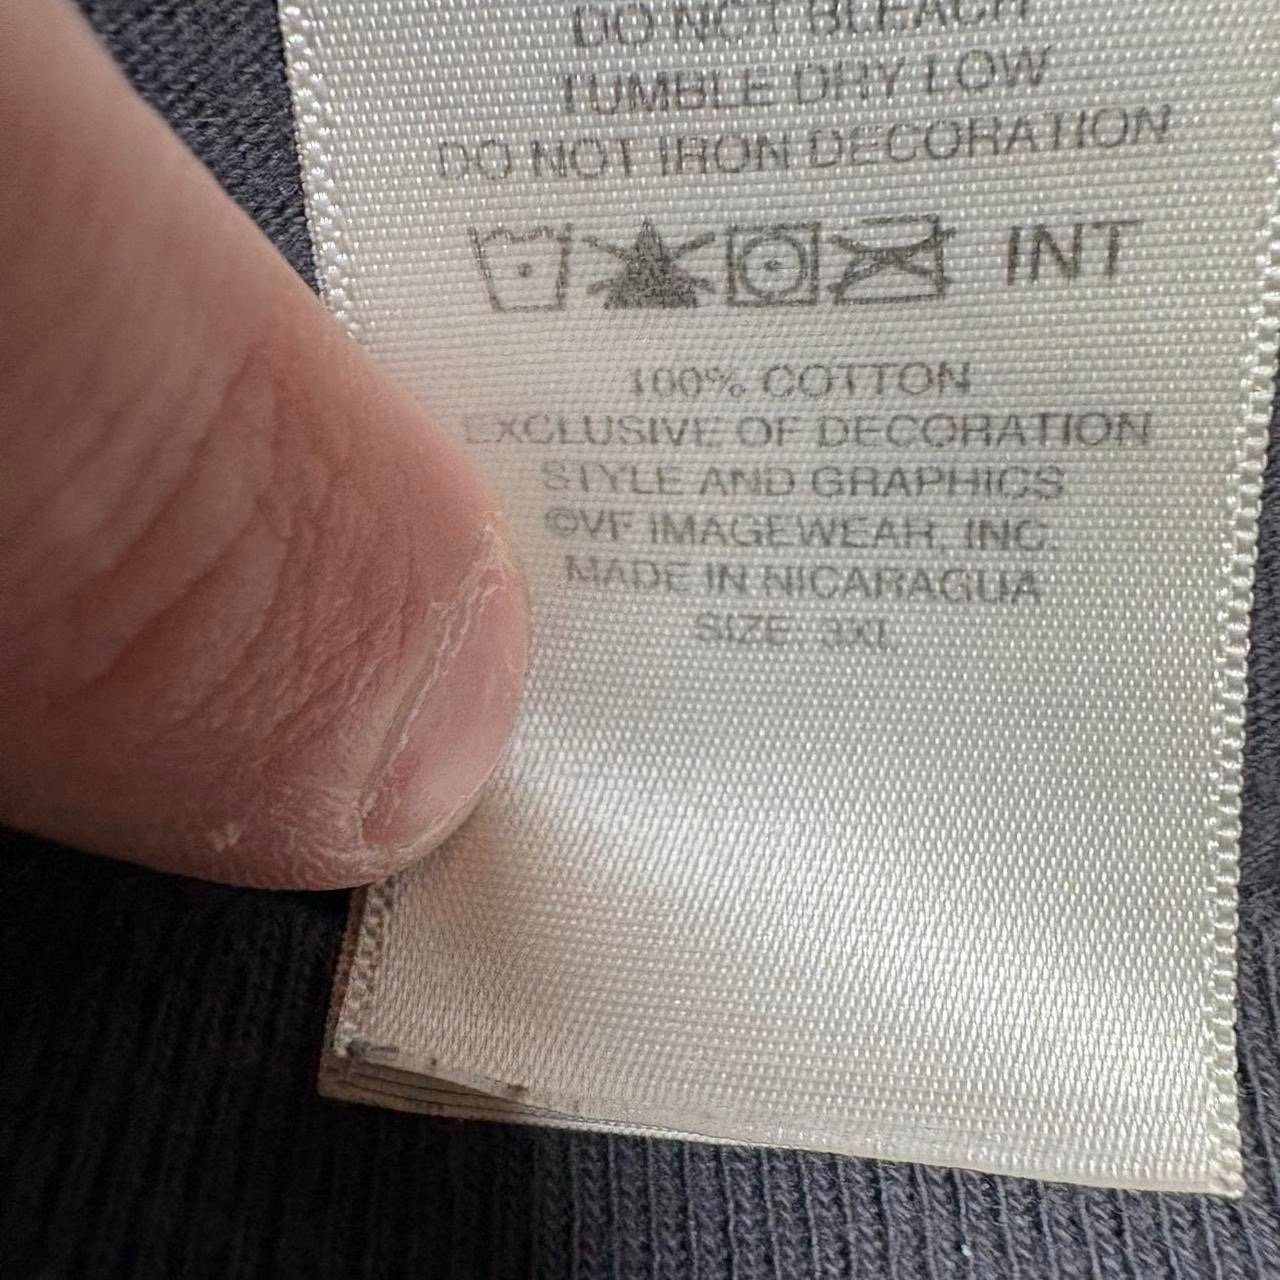 DO NOT BLEACH
TUMBLE DRY LOW
DO NOT IRON DECORATION
INT
100% COTTON
EXCLUSIVE OF DECORATION
STYLE AND GRAPHICS
©VF IMAGEWEAR, INC.
MADE IN NICARAGUA
SIZE: 3XL